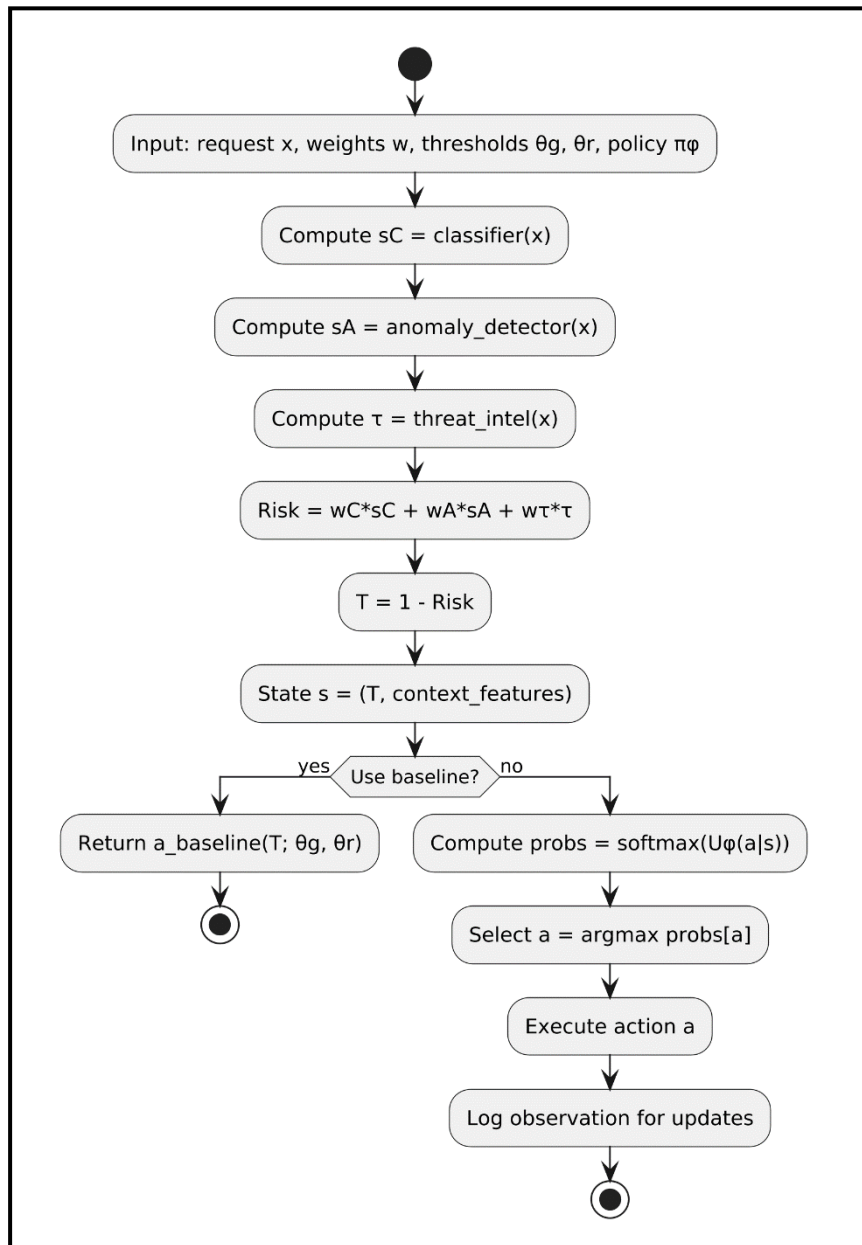 Input: request x, weights w, thresholds θg, θr, policy πφ
Compute sC = classifier(x)
Compute sA = anomaly_detector(x)
Compute τ = threat_intel(x)
Risk = wC*sC + wA*sA + wτ*τ
T = 1 - Risk
State s = (T, context_features)
yes
Use baseline?
no
Return a_baseline(T; θg, θr)
Compute probs = softmax(Uφ(a|s))
Select a = argmax probs[a]
Execute action a
Log observation for updates